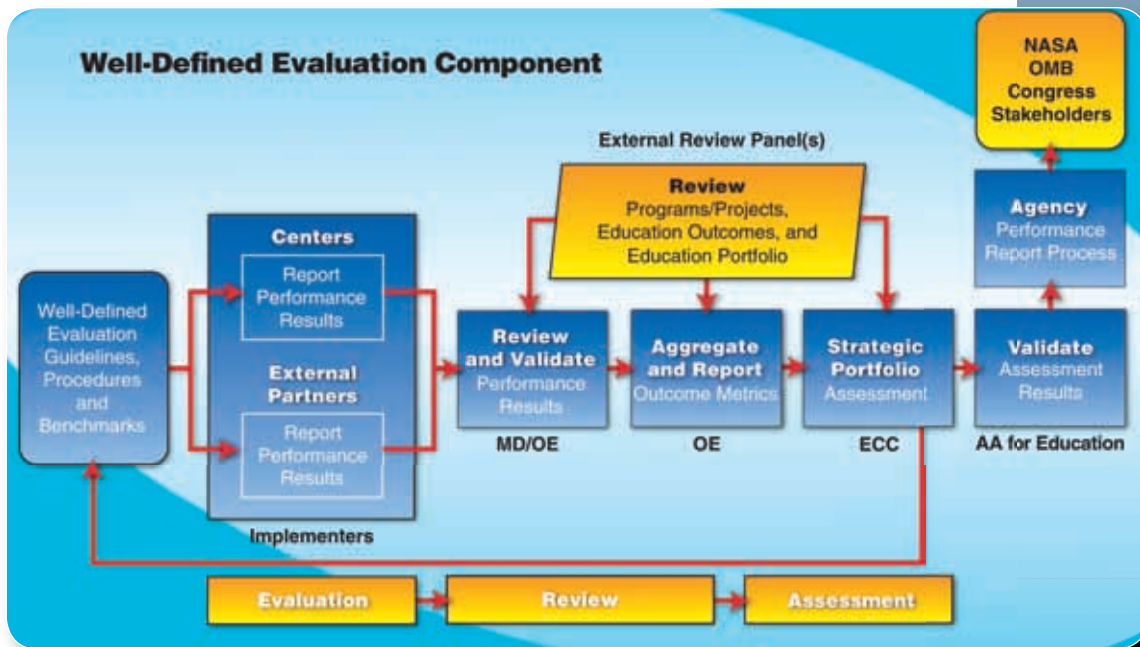 Well-Defined Evaluation Component
NASA
OMB
Congress
Stakeholders
External Review Panel(s)
Review
Programs/Projects,
Education Outcomes, and
Education Portfolio
Agency
Performance
Report Process
Centers
Report
Performance
Results
External
Partners
Report
Performance
Results
Implementers
Well-Defined
Evaluation
Guidelines,
Procedures
and
Benchmarks
Review
and Validate
Performance
Results
MD/OE
Aggregate
and Report
Outcome Metrics
OE
Strategic
Portfolio
Assessment
ECC
Validate
Assessment
Results
AA for Education
Evaluation
Review
Assessment